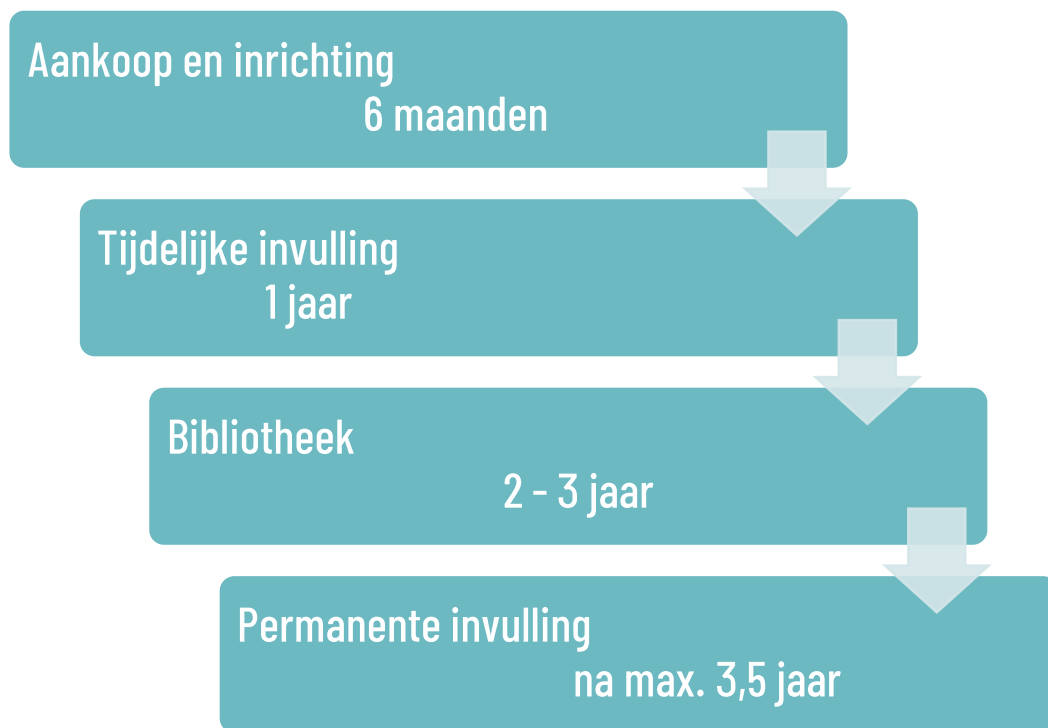 Aankoop en inrichting
6 maanden
Tijdelijke invulling
1 jaar
Bibliotheek
2 - 3 jaar
Permanente invulling
na max. 3,5 jaar